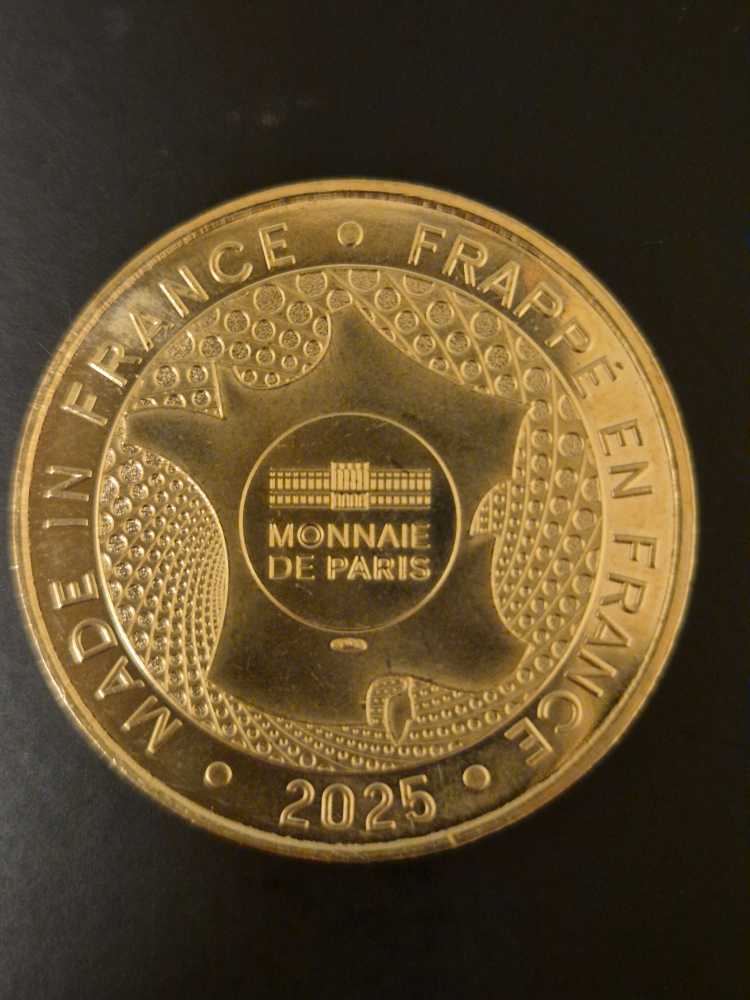 • MADE IN FRANCE • FRAPPÉ EN FRANCE •
MONNAIE
DE PARIS
2025